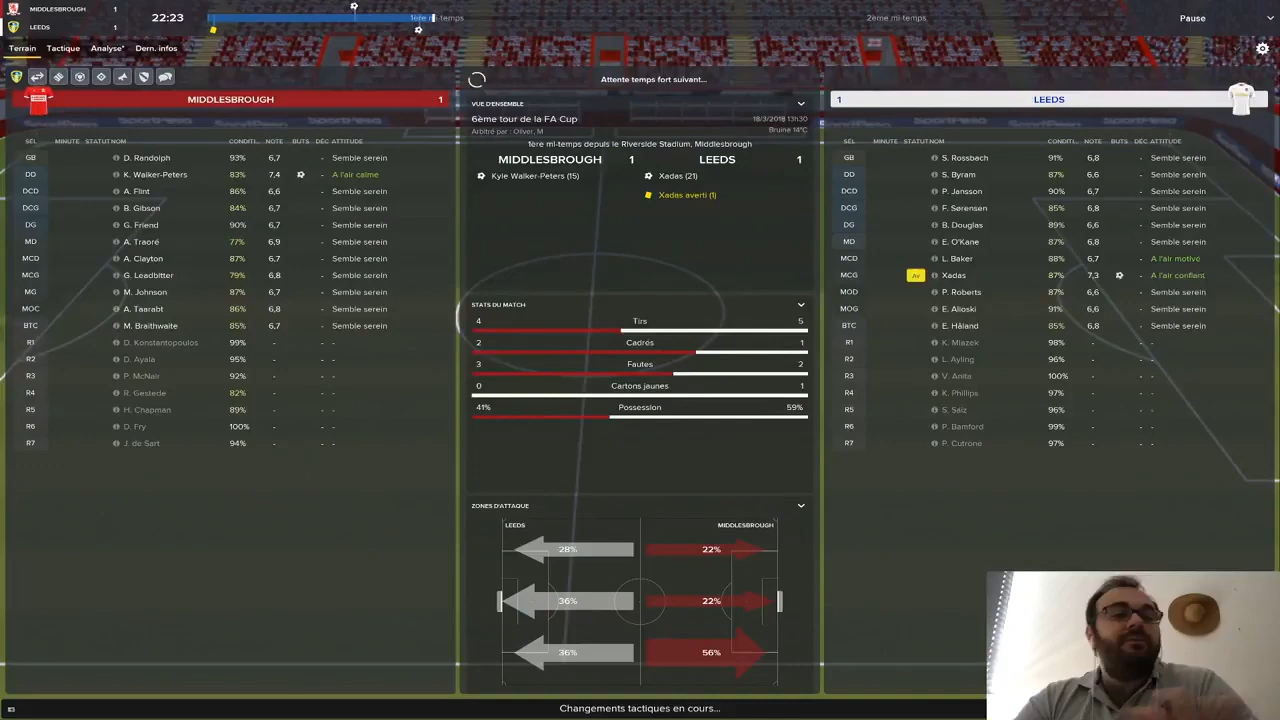 MIDDLESBROUGH 1
LEEDS 1
22:23
1ère mi-temps
2ème mi-temps
Pause
Terrain Tactique Analyse* Dern. infos
MIDDLESBROUGH 1
SÉL MINUTE STATUT NOM CONDITI... NOTE BUTS DÉC ATTITUDE
GB D. Randolph 93% 6,7 - Semble serein
DD K. Walker-Peters 83% 7,4 - A l'air calme
DCD A. Flint 86% 6,6 - Semble serein
DCG B. Gibson 84% 6,7 - Semble serein
DG G. Friend 90% 6,7 - Semble serein
MD A. Traoré 77% 6,9 - Semble serein
MCD A. Clayton 87% 6,7 - Semble serein
MCG G. Leadbitter 79% 6,8 - Semble serein
MG M. Johnson 87% 6,7 - Semble serein
MOC A. Taarabt 86% 6,8 - Semble serein
BTC M. Braithwaite 85% 6,7 - Semble serein
R1 D. Konstantopoulos 99% - - -
R2 D. Ayala 95% - - -
R3 P. McNair 92% - - -
R4 R. Gestede 82% - - -
R5 H. Chapman 89% - - -
R6 D. Fry 100% - - -
R7 J. de Sart 94% - - -
Attente temps fort suivant...
VUE D'ENSEMBLE
6ème tour de la FA Cup 18/3/2018 13h30
Arbitré par : Oliver, M Bruine 14°C
1ère mi-temps depuis le Riverside Stadium, Middlesbrough
MIDDLESBROUGH 1 LEEDS 1
Kyle Walker-Peters (15) Xadas (21)
Xadas averti (1)
STATS DU MATCH
4 Tirs 5
2 Cadrés 1
3 Fautes 2
0 Cartons jaunes 1
41% Possession 59%
ZONES D'ATTAQUE
LEEDS MIDDLESBROUGH
28% 22%
36% 22%
36% 56%
1 LEEDS
SÉL MINUTE STATUT NOM CONDITI... NOTE BUTS DÉC ATTITUDE
GB S. Rossbach 91% 6,8 - Semble serein
DD S. Byram 87% 6,6 - Semble serein
DCD P. Jansson 90% 6,7 - Semble serein
DCG F. Sørensen 85% 6,8 - Semble serein
DG B. Douglas 89% 6,6 - Semble serein
MD E. O'Kane 87% 6,8 - Semble serein
MCD L. Baker 88% 6,7 - A l'air motivé
MCG Av Xadas 87% 7,3 - A l'air confiant
MOD P. Roberts 87% 6,6 - Semble serein
MOG E. Alioski 91% 6,6 - Semble serein
BTC E. Håland 85% 6,8 - Semble serein
R1 K. Mlazek 98% - - -
R2 L. Ayling 96% - - -
R3 V. Anita 100% - - -
R4 K. Phillips 97% - - -
R5 S. Sáiz 96% - - -
R6 P. Bamford 99% - - -
R7 P. Cutrone 97% - - -
Changements tactiques en cours...